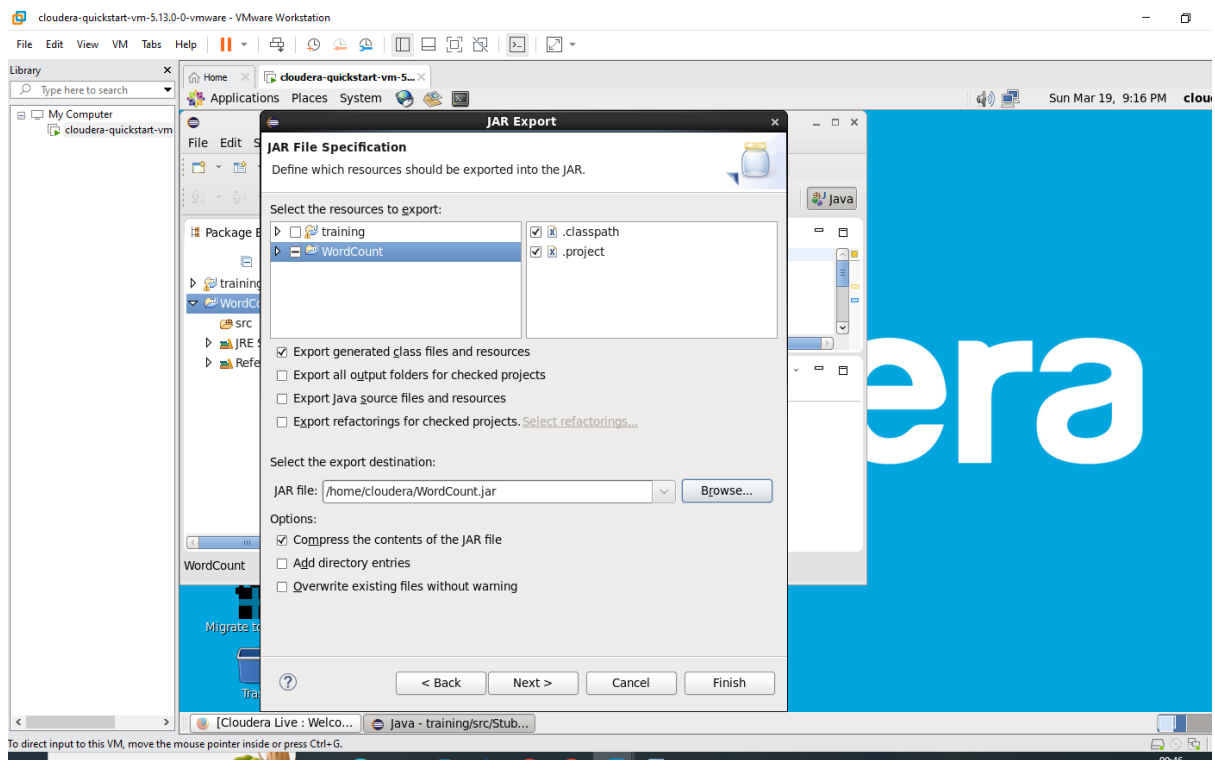 cloudera-quickstart-vm-5.13.0-0-vmware - VMware Workstation
File Edit View VM Tabs Help
Library
Type here to search
My Computer
cloudera-quickstart-vm
Home
cloudera-quickstart-vm-5...
Applications Places System
Sun Mar 19, 9:16 PM clou
File Edit S
Java
Package E
training
WordCo
src
JRE S
Refe
WordCount
JAR Export
JAR File Specification
Define which resources should be exported into the JAR.
Select the resources to export:
training
WordCount
.classpath
.project
Export generated class files and resources
Export all output folders for checked projects
Export Java source files and resources
Export refactorings for checked projects. Select refactorings...
Select the export destination:
JAR file: /home/cloudera/WordCount.jar
Browse...
Options:
Compress the contents of the JAR file
Add directory entries
Overwrite existing files without warning
< Back
Next >
Cancel
Finish
era
Migrate to
Tra
[Cloudera Live : Welco...
Java - training/src/Stub...
To direct input to this VM, move the mouse pointer inside or press Ctrl+G.